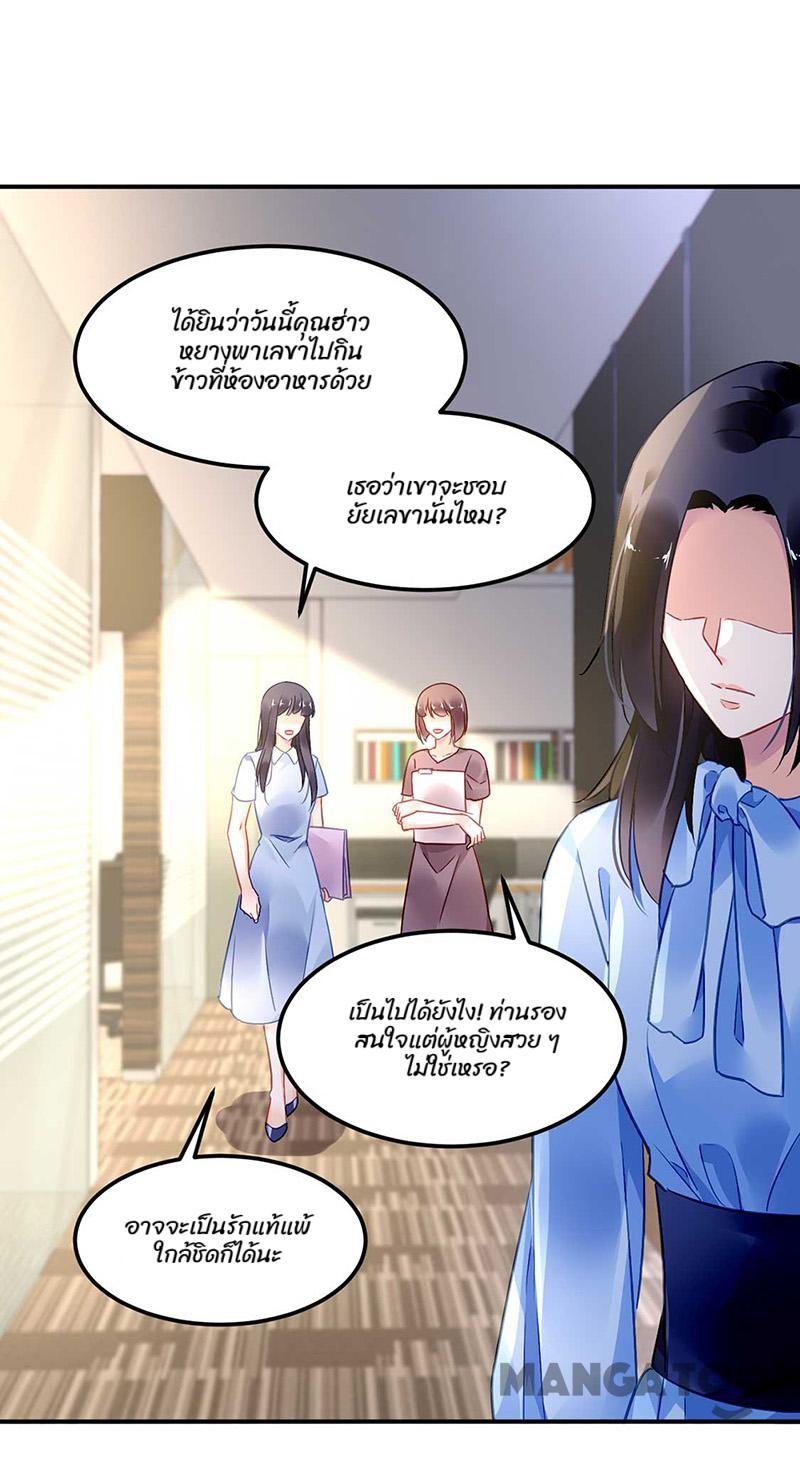 ได้ยินว่าวันนี้คุณฮ่าว
หยางพาเลขาไปกิน
ข้าวที่ห้องอาหารด้วย
เธอว่าเขาจะชอบ
ยัยเลขานั่นไหม?
เป็นไปได้ยังไง! ท่านรอง
สนใจแต่ผู้หญิงสวย ๆ
ไม่ใช่เหรอ?
อาจจะเป็นรักแท้แพ้
ใกล้ชิดก็ได้นะ